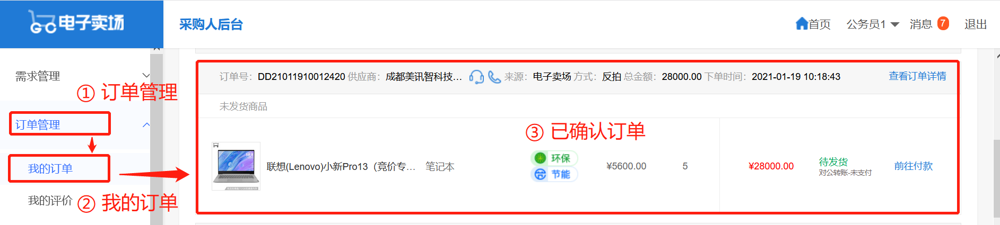 GC电子卖场
采购人后台
首页 公务员1 消息 7 退出
需求管理
① 订单管理
订单管理
我的订单
我的评价
② 我的订单
订单号： DD21011910012420 供应商： 成都美讯智科技... 来源： 电子卖场 方式： 反拍 总金额： 28000.00 下单时间： 2021-01-19 10:18:43 查看订单详情
未发货商品
③ 已确认订单
联想(Lenovo)小新Pro13（竞价专... 笔记本
环保
节能
¥5600.00 5 ¥28000.00
待发货
对公转账-未支付
前往付款